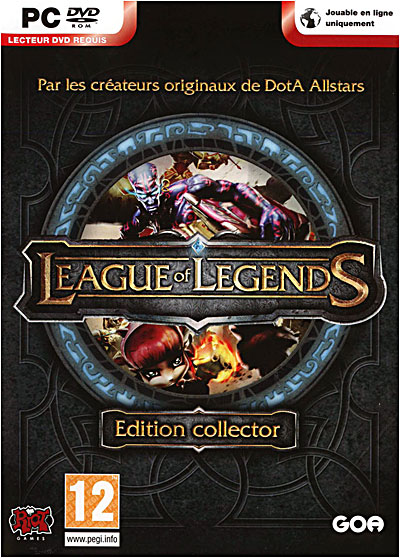 PC DVD
ROM
LECTEUR DVD REQUIS
Jouable en ligne
uniquement
Par les créateurs originaux de DotA Allstars
LEAGUE of LEGENDS
Edition collector
RIOT
GAMES
12
www.pegi.info
GOA